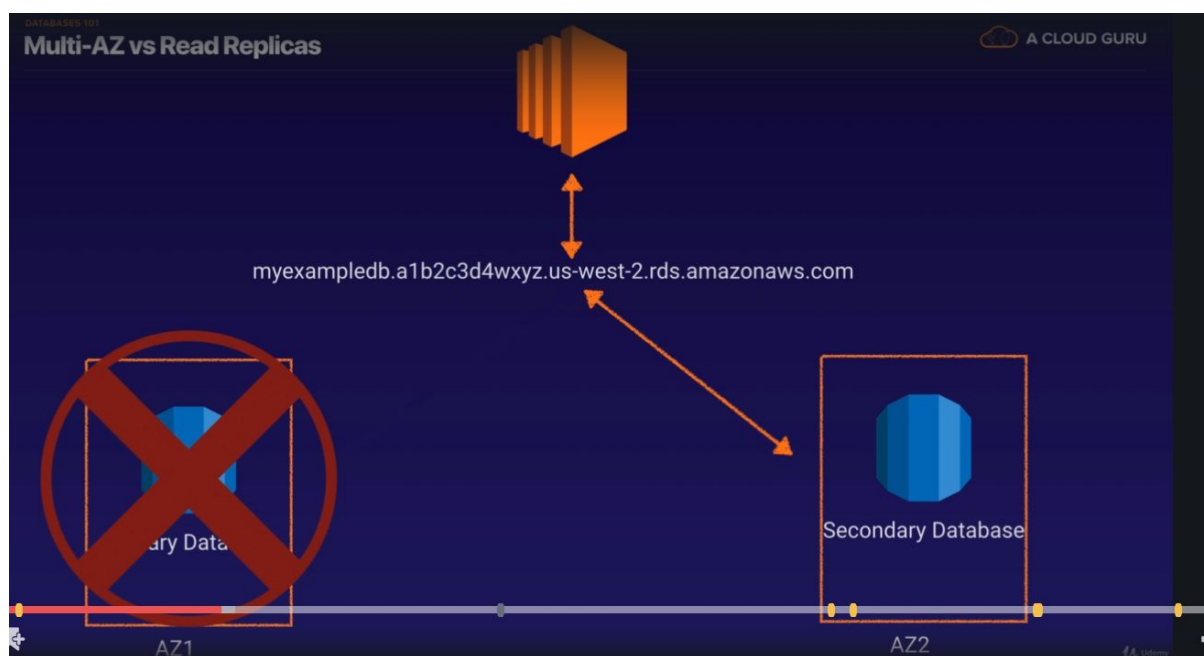 DATABASES 101
Multi-AZ vs Read Replicas
A CLOUD GURU
myexampledb.a1b2c3d4wxyz.us-west-2.rds.amazonaws.com
ary Data
Secondary Database
AZ1
AZ2
Udemy